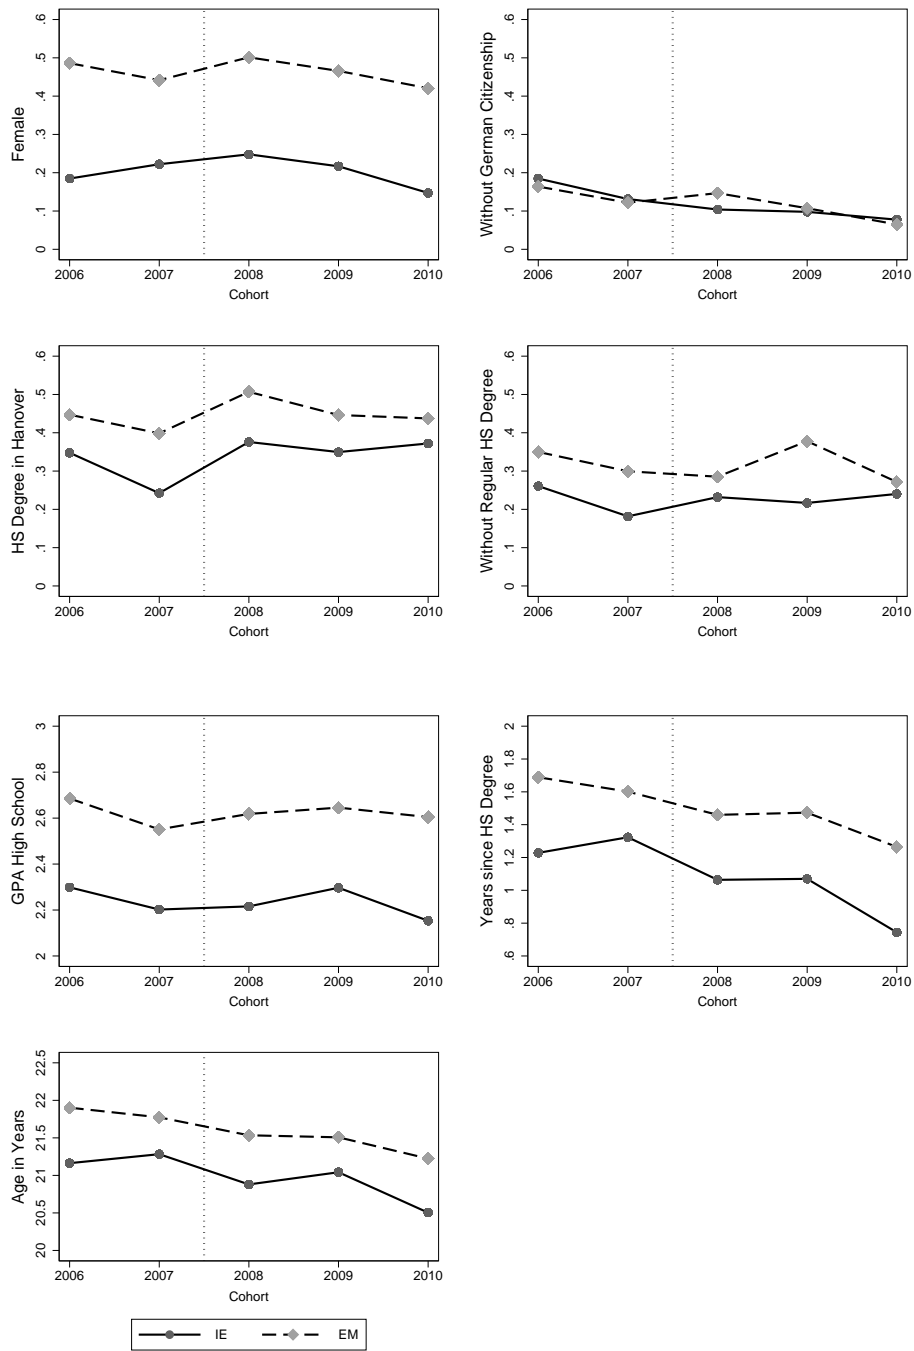 Female
0 .1 .2 .3 .4 .5 .6
2006 2007 2008 2009 2010
Cohort
Without German Citizenship
0 .1 .2 .3 .4 .5 .6
2006 2007 2008 2009 2010
Cohort
HS Degree in Hanover
0 .1 .2 .3 .4 .5 .6
2006 2007 2008 2009 2010
Cohort
Without Regular HS Degree
0 .1 .2 .3 .4 .5 .6
2006 2007 2008 2009 2010
Cohort
GPA High School
2 2.2 2.4 2.6 2.8 3
2006 2007 2008 2009 2010
Cohort
Years since HS Degree
.6 .8 1 1.2 1.4 1.6 1.8 2
2006 2007 2008 2009 2010
Cohort
Age in Years
20 20.5 21 21.5 22 22.5
2006 2007 2008 2009 2010
Cohort
IE EM